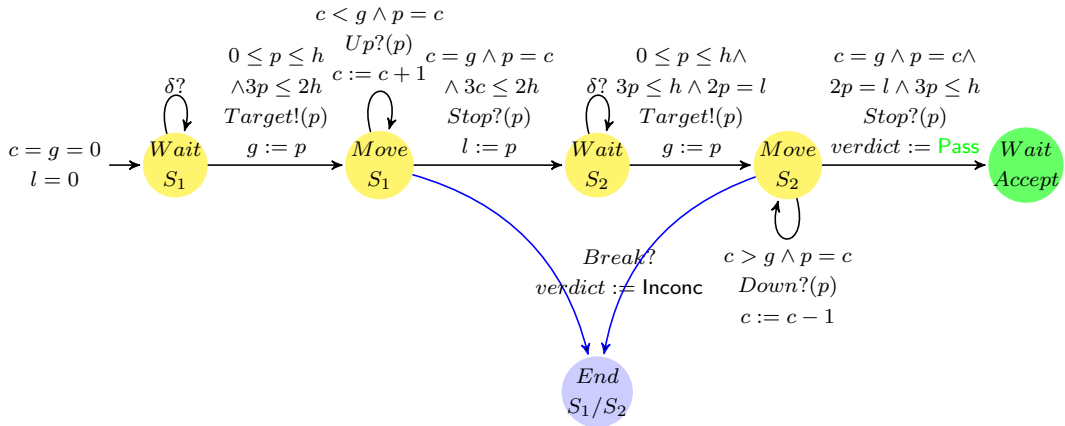 c = g = 0
l = 0
δ?
Wait
S1
0 ≤ p ≤ h
∧3p ≤ 2h
Target!(p)
g := p
c < g ∧ p = c
Up?(p)
c := c + 1
Move
S1
c = g ∧ p = c
∧ 3c ≤ 2h
Stop?(p)
l := p
δ?
Wait
S2
0 ≤ p ≤ h∧
3p ≤ h ∧ 2p = l
Target!(p)
g := p
Move
S2
c = g ∧ p = c∧
2p = l ∧ 3p ≤ h
Stop?(p)
verdict := Pass
Wait
Accept
Break?
verdict := Inconc
c > g ∧ p = c
Down?(p)
c := c − 1
End
S1/S2